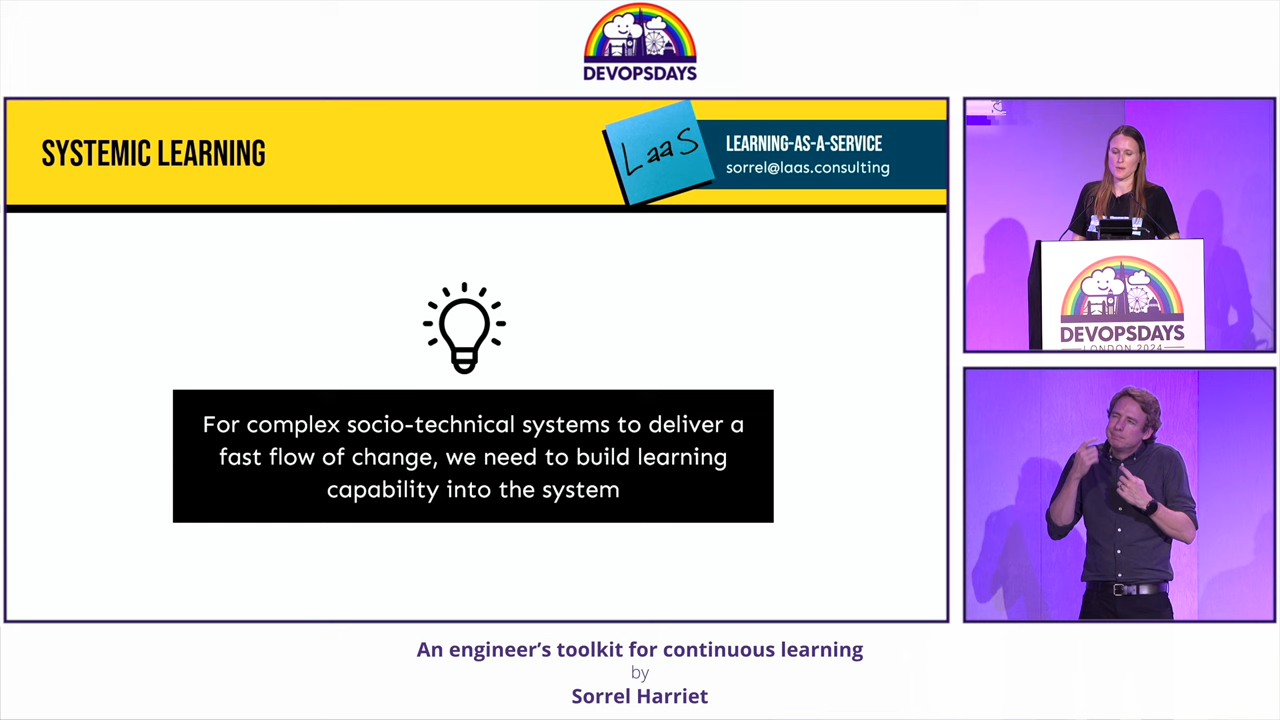 DEVOPSDAYS
SYSTEMIC LEARNING
LaaS
LEARNING-AS-A-SERVICE
sorrel@laas.consulting
For complex socio-technical systems to deliver a
fast flow of change, we need to build learning
capability into the system
DEVOPSDAYS
LONDON 2024
An engineer’s toolkit for continuous learning
by
Sorrel Harriet